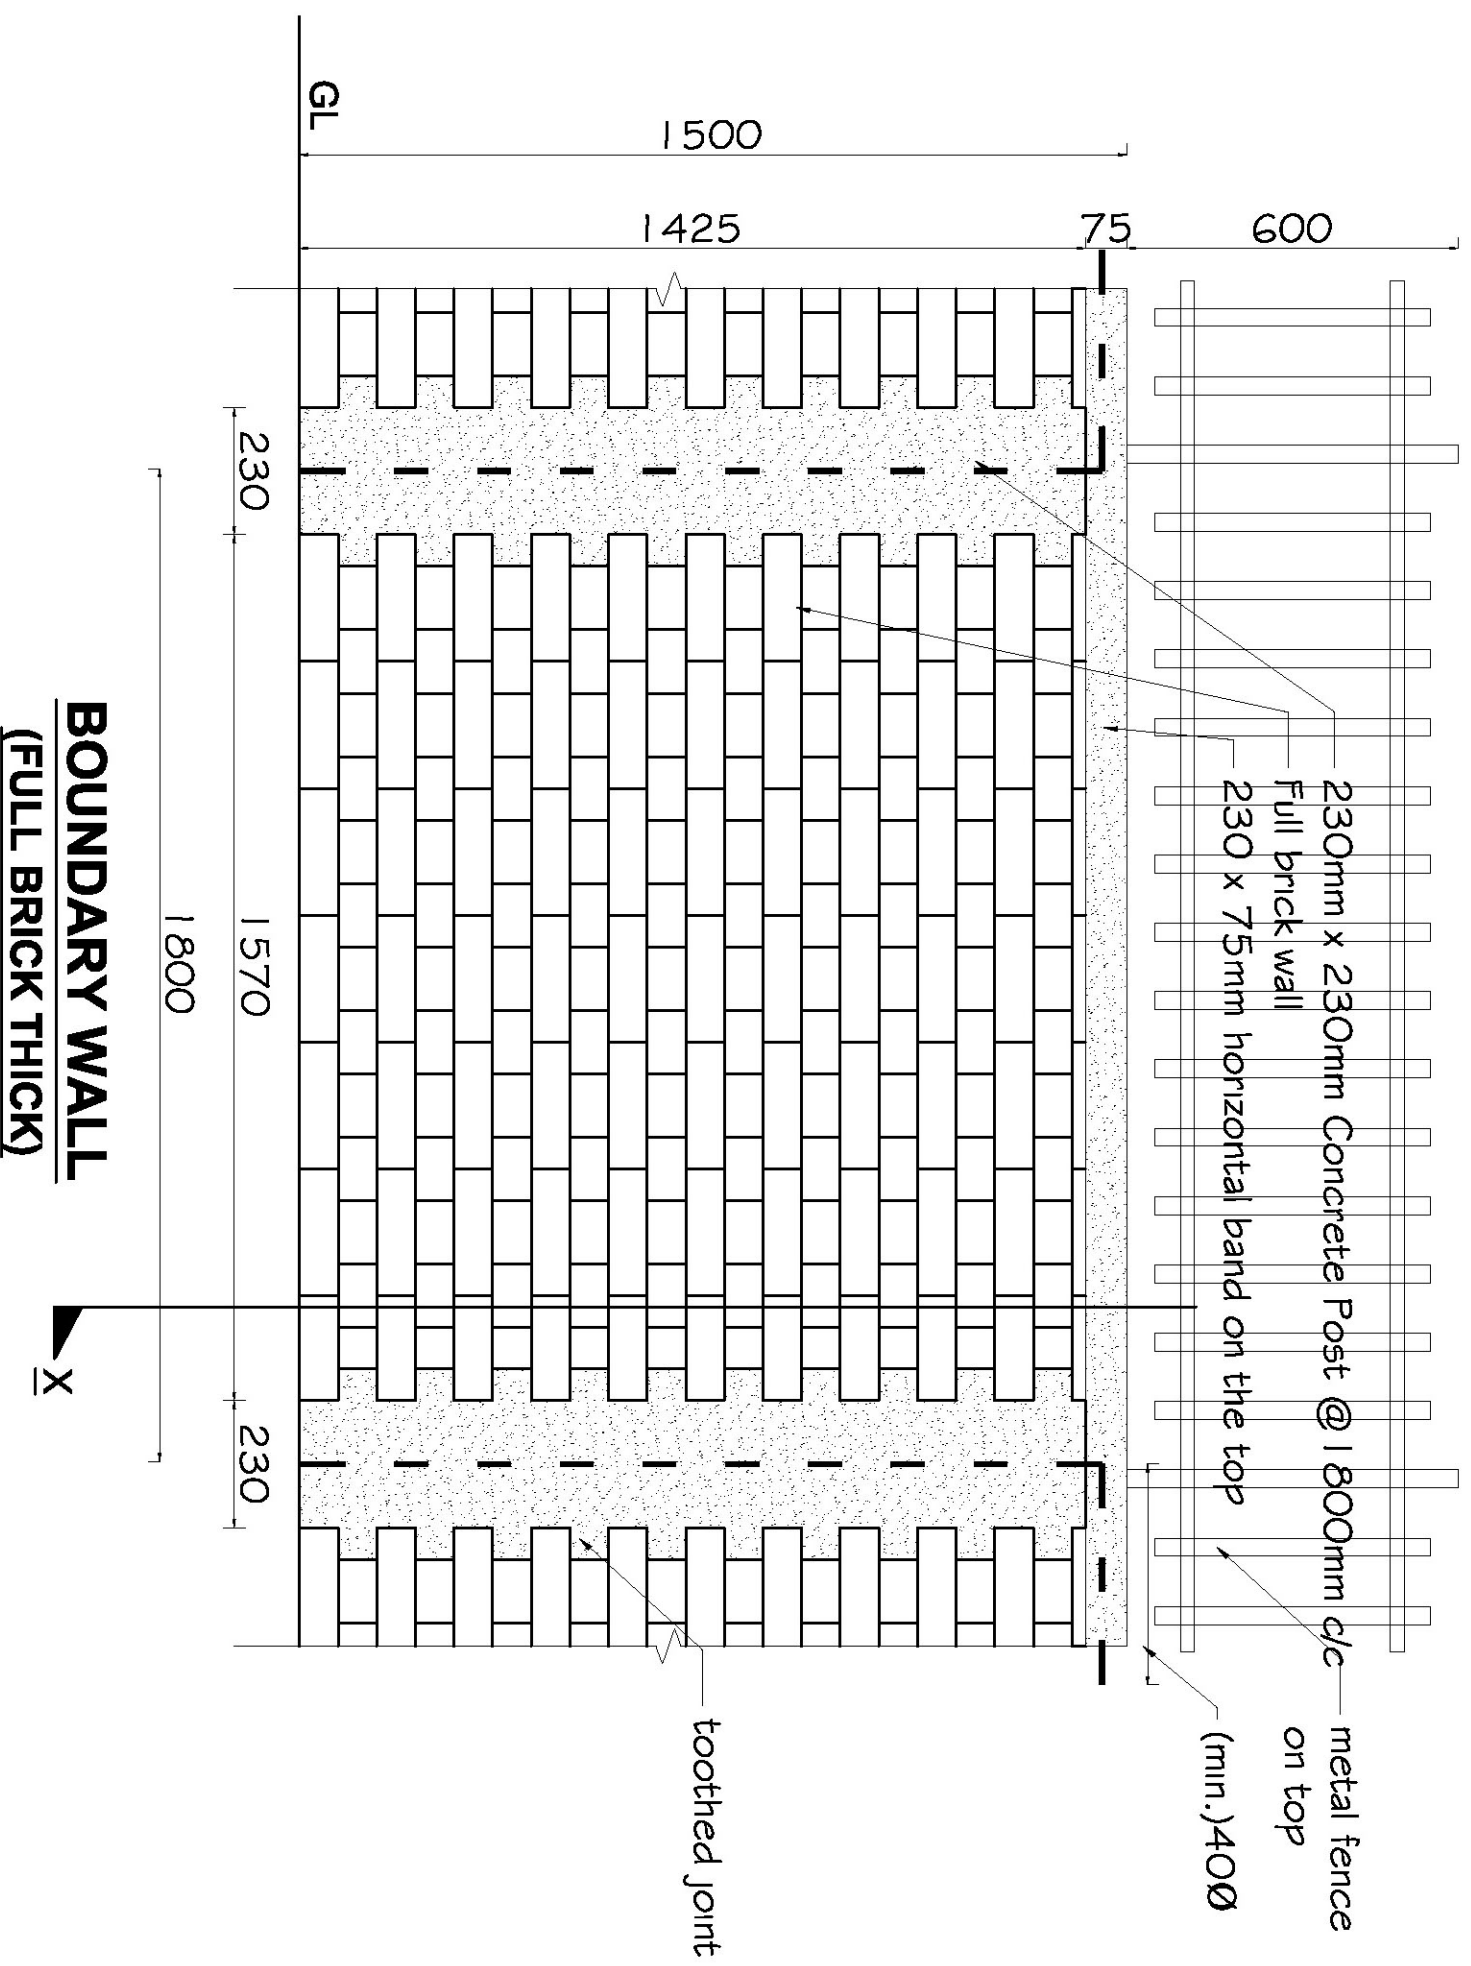 230mm x 230mm Concrete Post @1800mm c/c
Full brick wall
230 x 75mm horizontal band on the top
metal fence
on top
(min.)40Ø
toothed joint
600
75
1425
1500
GL
230
1570
230
1800
X
BOUNDARY WALL
(FULL BRICK THICK)